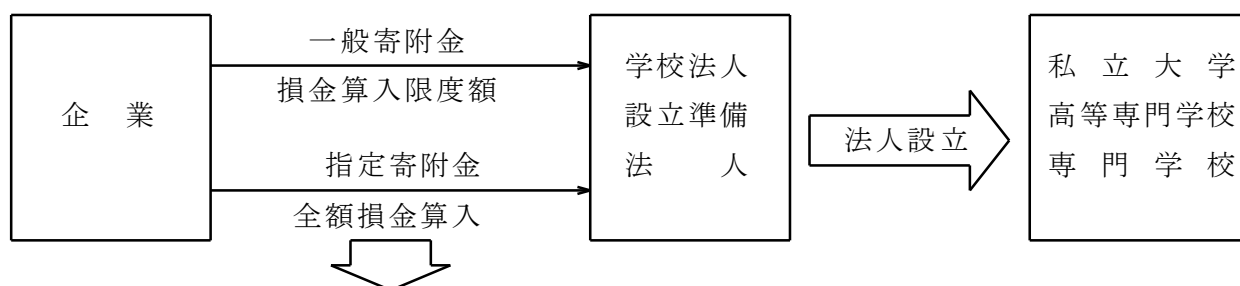 企業
一般寄附金
損金算入限度額
指定寄附金
全額損金算入
学校法人
設立準備
法人
法人設立
私立大学
高等専門学校
専門学校